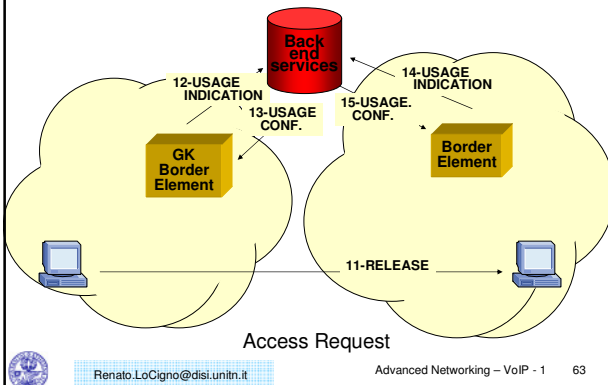 Back
end
services
12-USAGE
INDICATION
14-USAGE
INDICATION
13-USAGE
CONF.
15-USAGE.
CONF.
GK
Border
Element
Border
Element
11-RELEASE
Access Request
Renato.LoCigno@disi.unitn.it
Advanced Networking – VoIP - 1 63